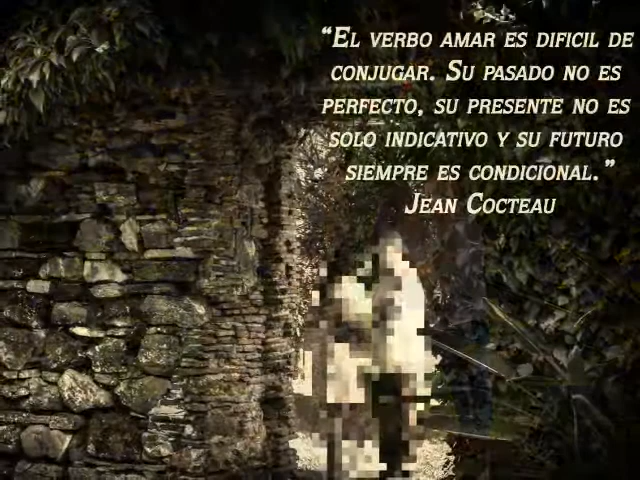 “El verbo amar es dificil de
conjugar. Su pasado no es
perfecto, su presente no es
solo indicativo y su futuro
siempre es condicional.”
Jean Cocteau